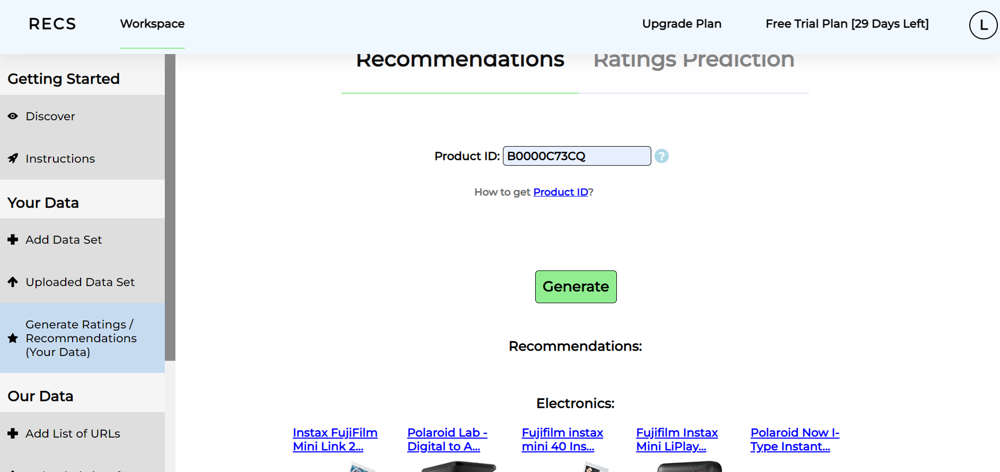 RECS
Workspace
Upgrade Plan
Free Trial Plan [29 Days Left]
L
Getting Started
Discover
Instructions
Your Data
Add Data Set
Uploaded Data Set
Generate Ratings /
Recommendations
(Your Data)
Our Data
Add List of URLs
Recommendations
Ratings Prediction
Product ID:
B0000C73CQ
?
How to get Product ID?
Generate
Recommendations:
Electronics:
Instax FujiFilm
Mini Link 2...
Polaroid Lab -
Digital to A...
Fujifilm instax
mini 40 Ins...
Fujifilm Instax
Mini LiPlay...
Polaroid Now I-
Type Instant...